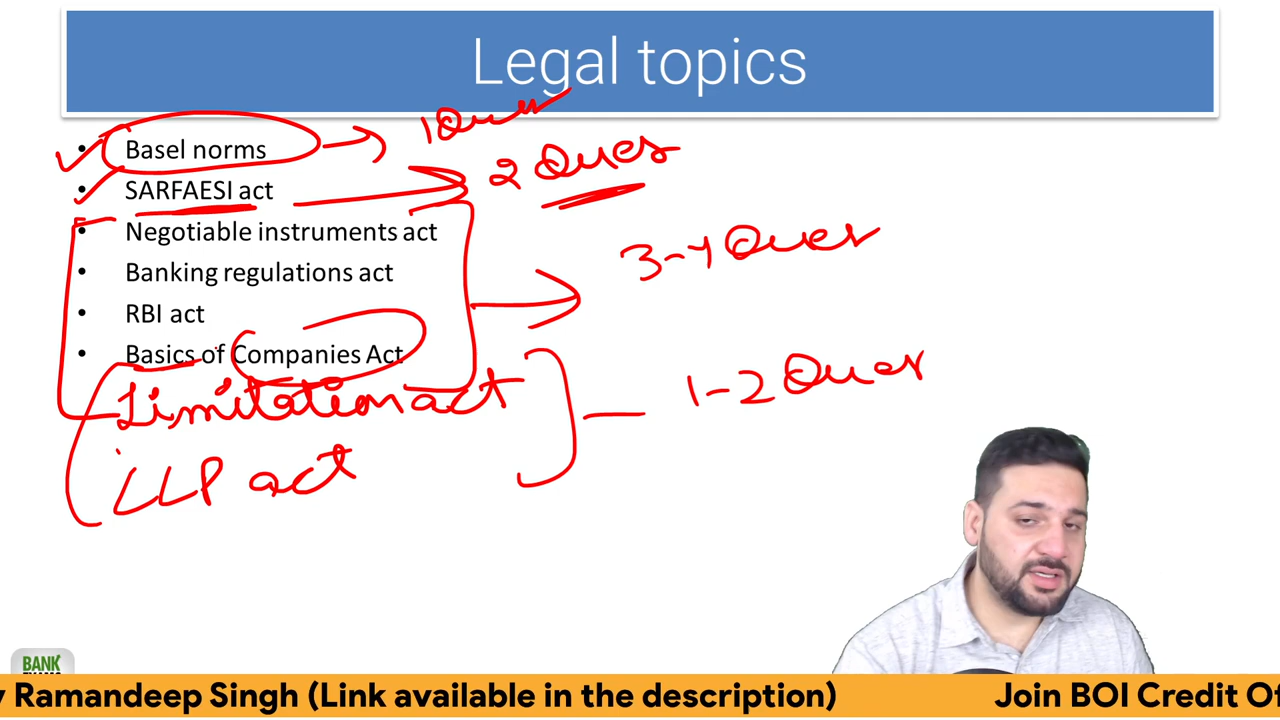 Legal topics
• Basel norms
1 Ques
• SARFAESI act
2 Ques
• Negotiable instruments act
3-4 Ques
• Banking regulations act
• RBI act
• Basics of Companies Act
Limitation act
1-2 Ques
LLP act
BANK
y Ramandeep Singh (Link available in the description)
Join BOI Credit Of